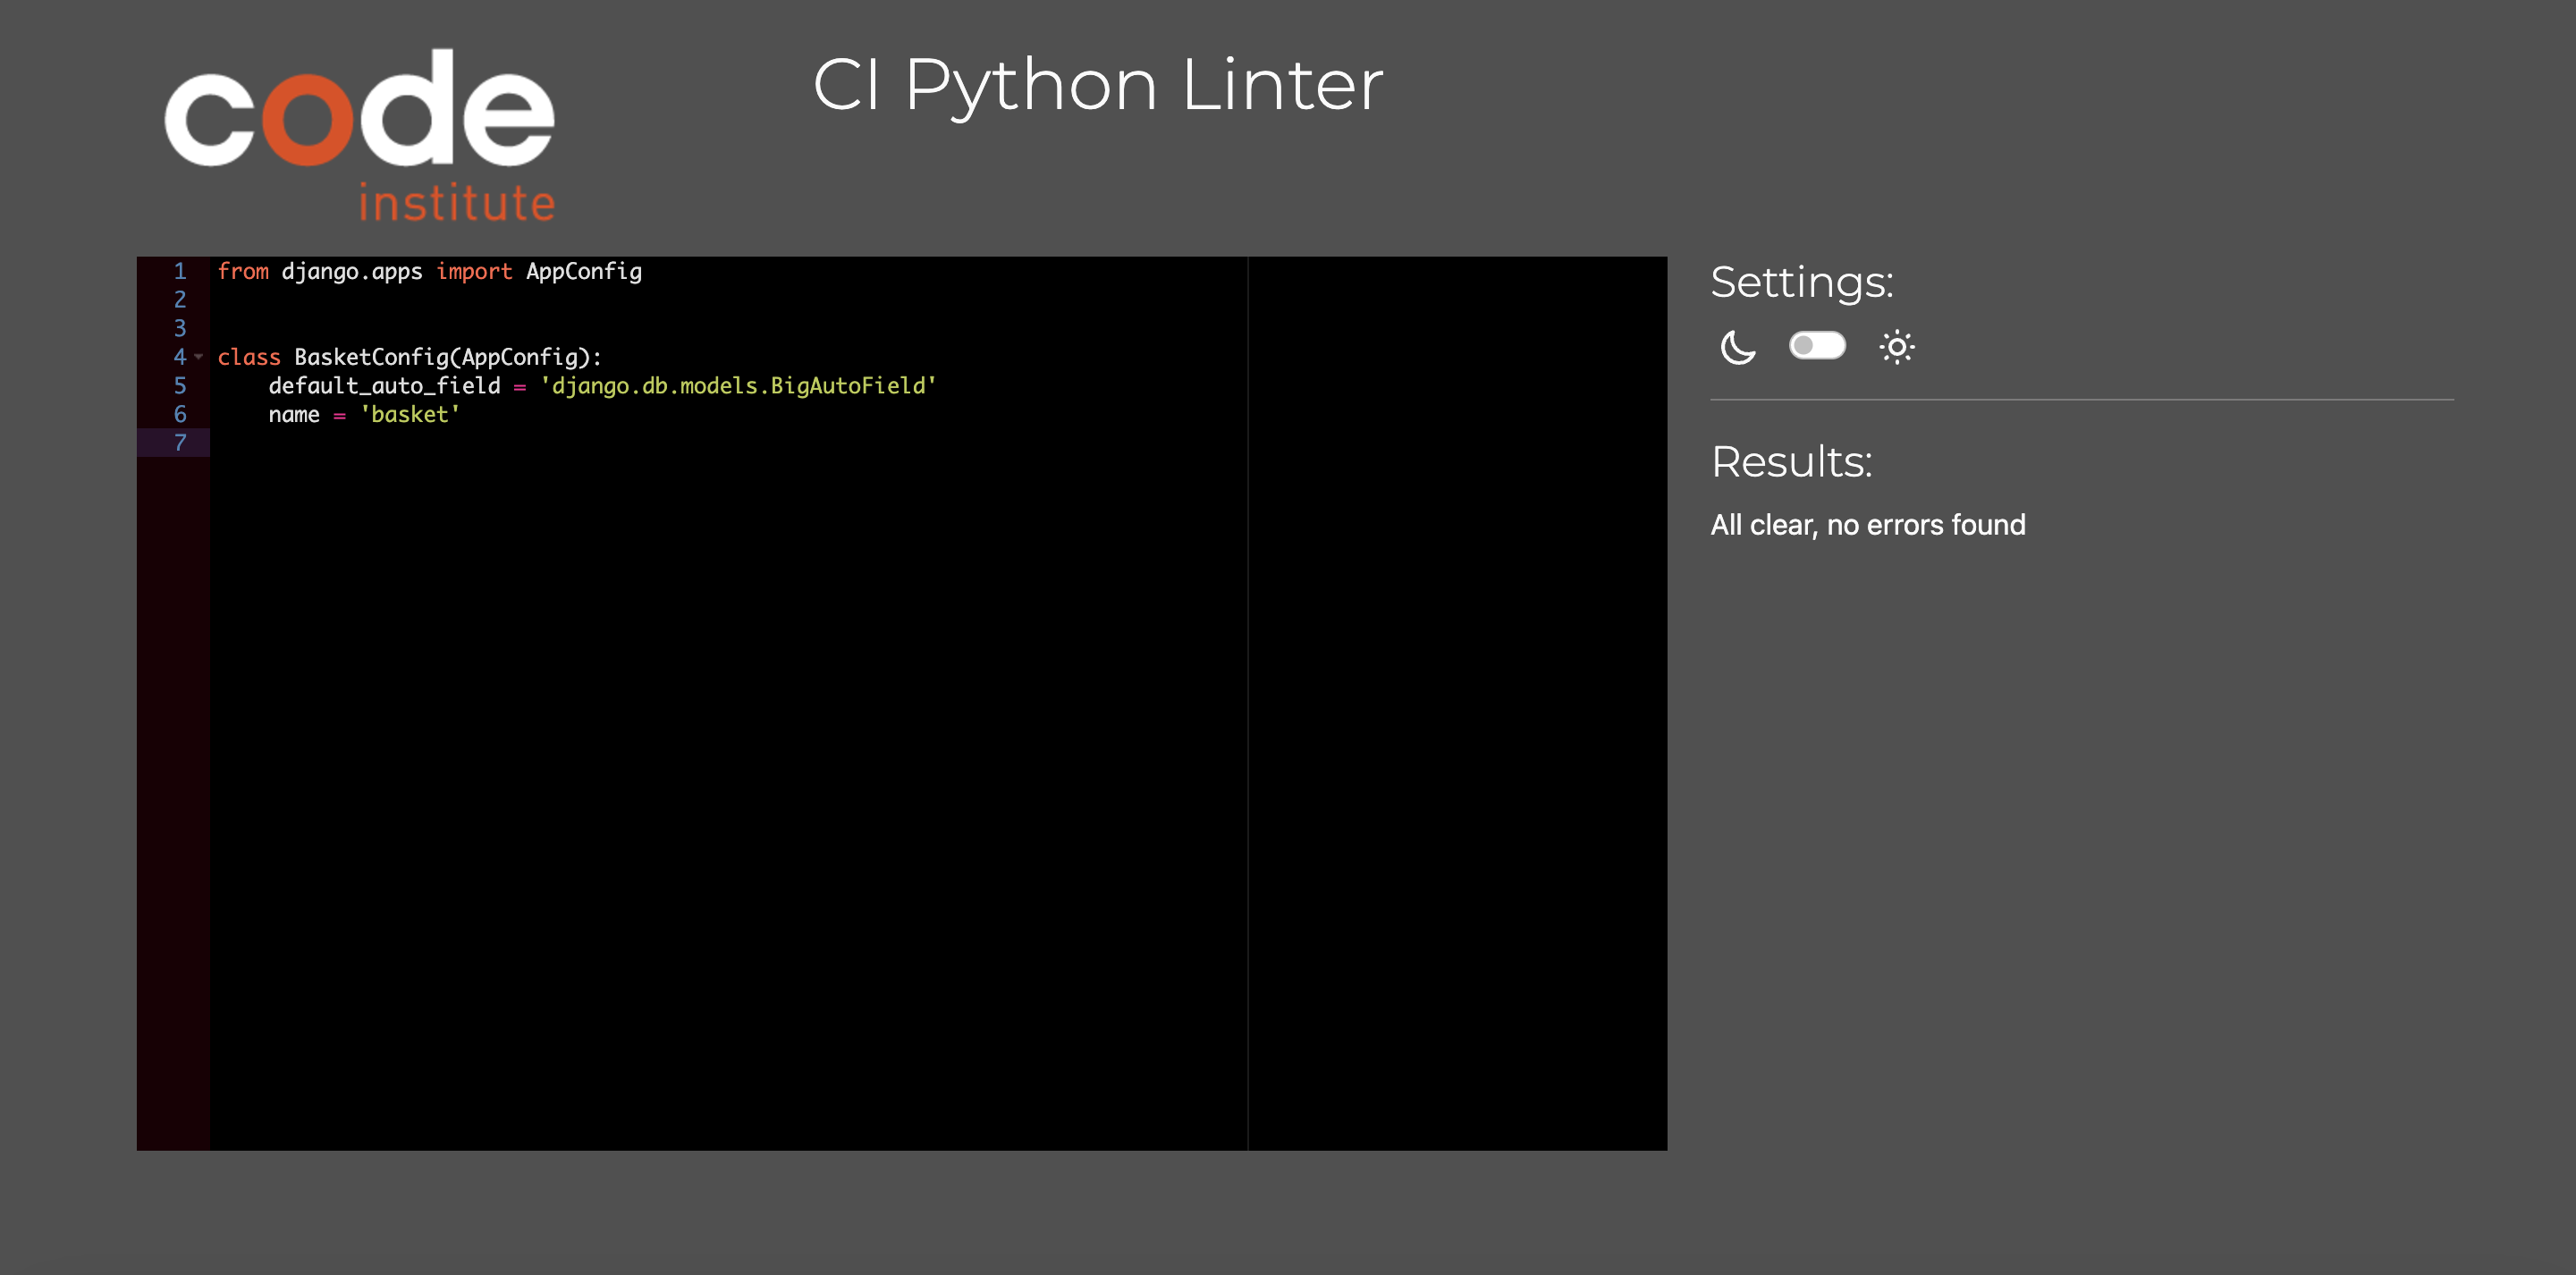 code
institute
CI Python Linter
1 from django.apps import AppConfig
2
3
4 class BasketConfig(AppConfig):
5     default_auto_field = 'django.db.models.BigAutoField'
6     name = 'basket'
7
Settings:
Results:
All clear, no errors found